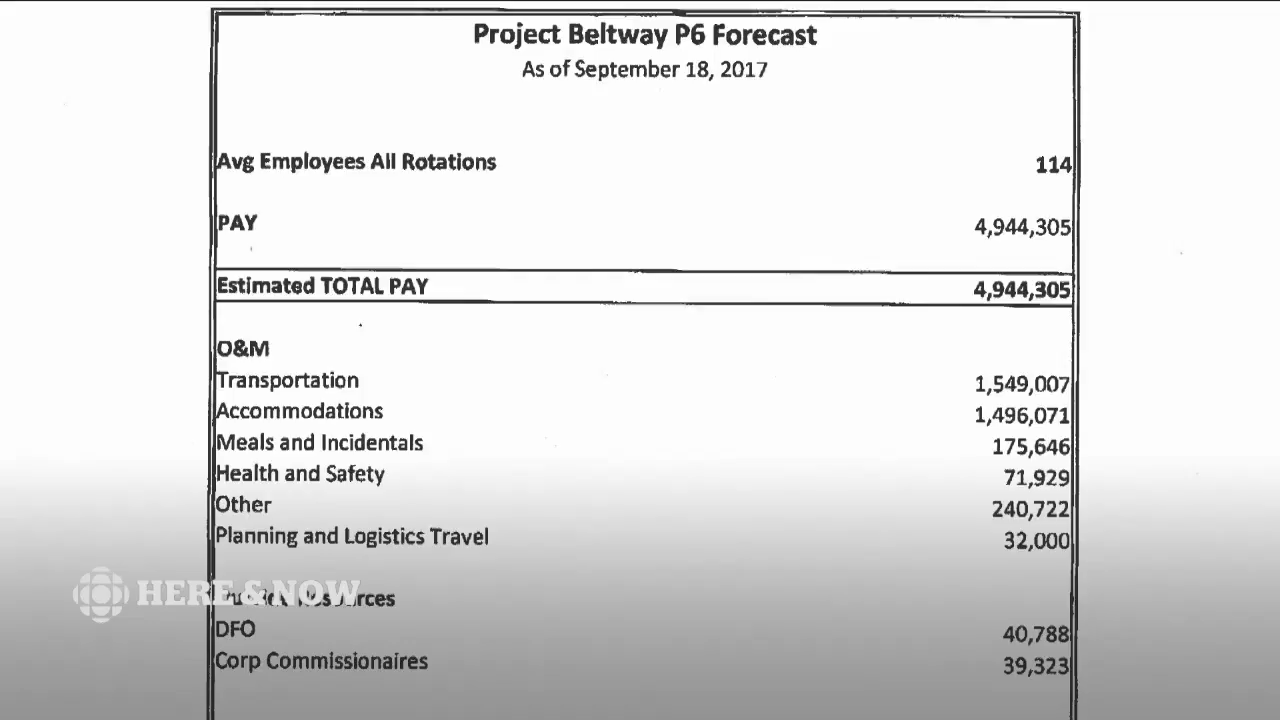 Project Beltway P6 Forecast
As of September 18, 2017
Avg Employees All Rotations 114
PAY 4,944,305
Estimated TOTAL PAY 4,944,305
O&M
Transportation 1,549,007
Accommodations 1,496,071
Meals and Incidentals 175,646
Health and Safety 71,929
Other 240,722
Planning and Logistics Travel 32,000
HERE & NOW
Resources
DFO 40,788
Corp Commissionaires 39,323